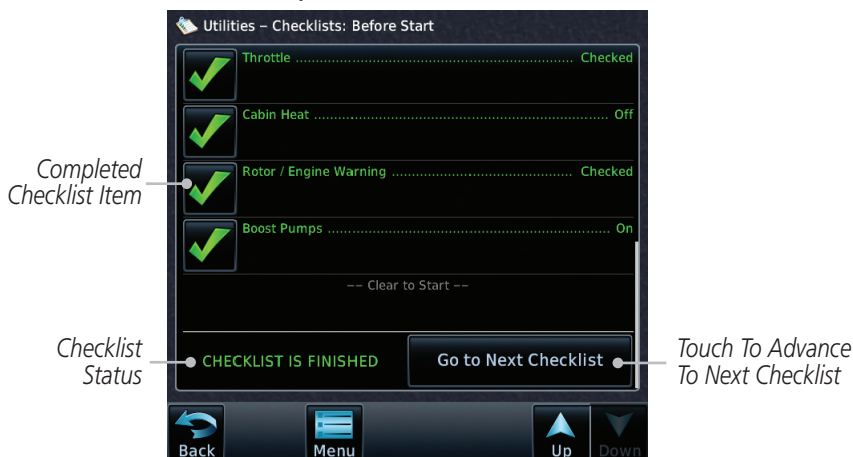 Utilities – Checklists: Before Start
Throttle ................................................................ Checked
Cabin Heat ................................................................ Off
Completed
Checklist Item
Rotor / Engine Warning .......................................... Checked
Boost Pumps ............................................................. On
-- Clear to Start --
Checklist
Status
CHECKLIST IS FINISHED
Go to Next Checklist
Touch To Advance
To Next Checklist
Back
Menu
Up
Down